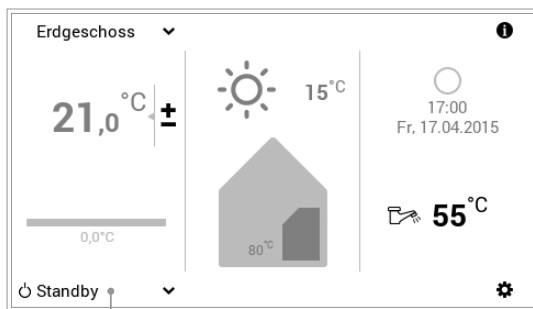 Erdgeschoss
21,0 °C ±
0,0°C
Standby
15°C
80°C
17:00
Fr, 17.04.2015
55°C